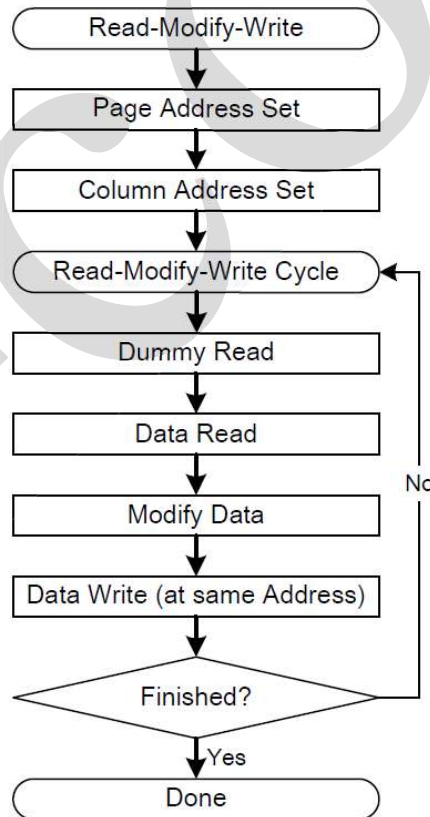 Read-Modify-Write
Page Address Set
Column Address Set
Read-Modify-Write Cycle
Dummy Read
Data Read
Modify Data
No
Data Write (at same Address)
Finished?
Yes
Done